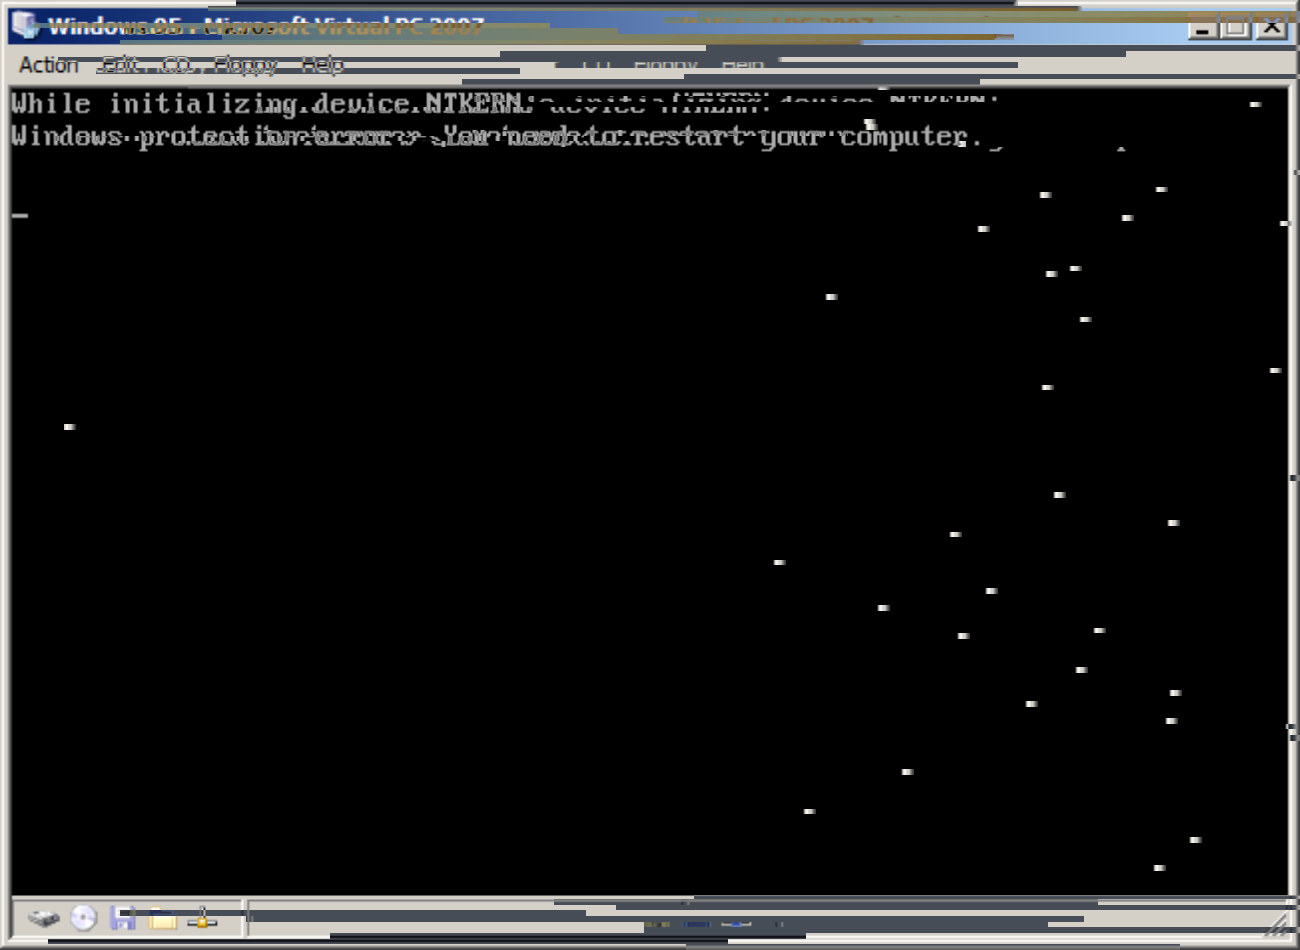 Windows 95 - Microsoft Virtual PC 2007
Action Edit CD Floppy Help
While initializing device NTKERN:
Windows protection error. You need to restart your computer.